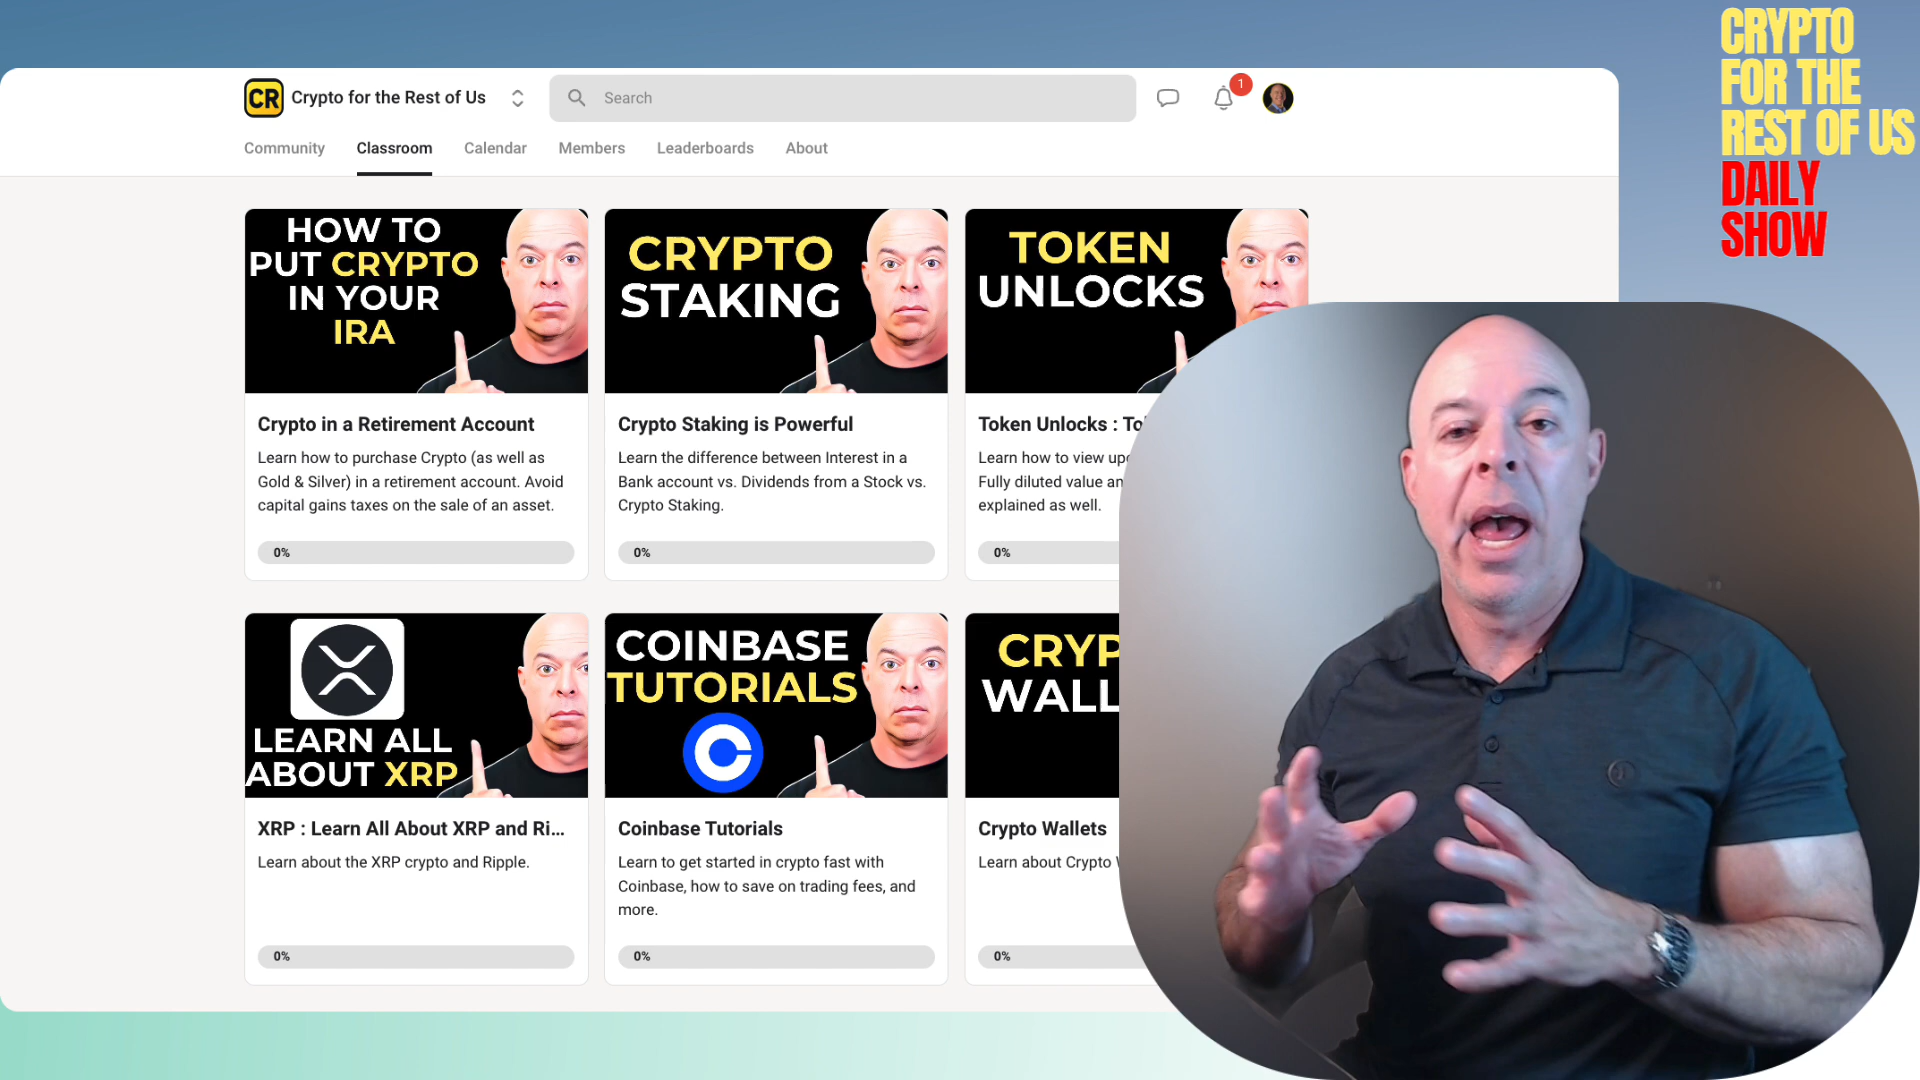 CRYPTO
FOR THE
REST OF US
DAILY
SHOW
CR
Crypto for the Rest of Us
Search
1
Community
Classroom
Calendar
Members
Leaderboards
About
HOW TO
PUT CRYPTO
IN YOUR
IRA
Crypto in a Retirement Account
Learn how to purchase Crypto (as well as
Gold & Silver) in a retirement account. Avoid
capital gains taxes on the sale of an asset.
0%
CRYPTO
STAKING
Crypto Staking is Powerful
Learn the difference between Interest in a
Bank account vs. Dividends from a Stock vs.
Crypto Staking.
0%
TOKEN
UNLOCKS
Token Unlocks :
Learn how to view
Fully diluted value
explained as well.
0%
LEARN ALL
ABOUT XRP
XRP : Learn All About XRP and Ri...
Learn about the XRP crypto and Ripple.
0%
COINBASE
TUTORIALS
Coinbase Tutorials
Learn to get started in crypto fast with
Coinbase, how to save on trading fees, and
more.
0%
CRYP
WALL
Crypto Wallets
Learn about Crypto
0%